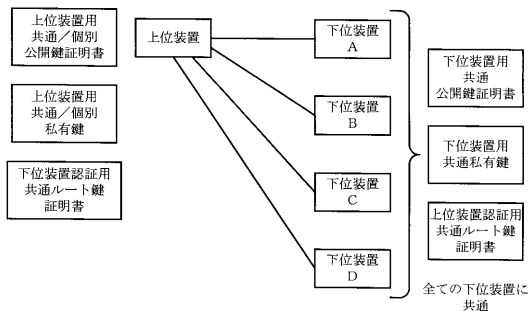 上位装置用
共通／個別
公開鍵証明書
上位装置用
共通／個別
私有鍵
下位装置認証用
共通ルート鍵
証明書
上位装置
下位装置
A
下位装置
B
下位装置
C
下位装置
D
下位装置用
共通
公開鍵証明書
下位装置用
共通私有鍵
上位装置認証用
共通ルート鍵
証明書
全ての下位装置に
共通